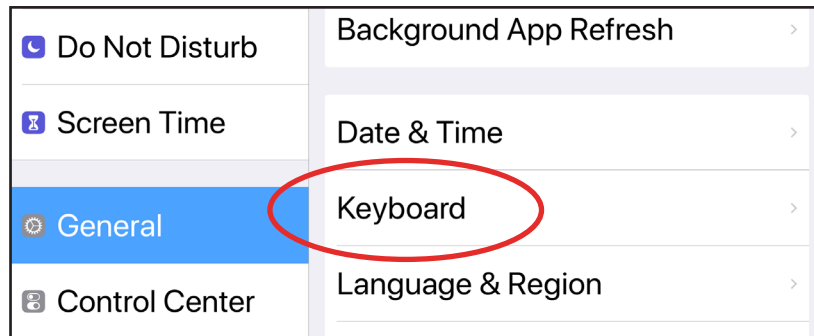 Do Not Disturb
Screen Time
General
Control Center
Background App Refresh
Date & Time
Keyboard
Language & Region